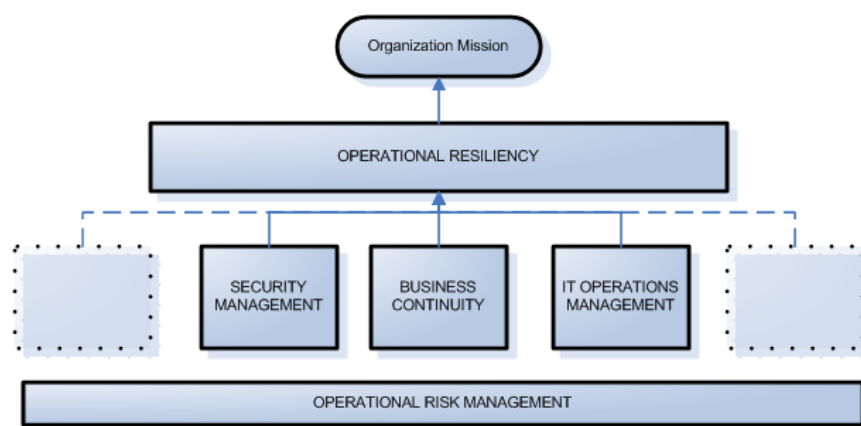 Organization Mission
OPERATIONAL RESILIENCY
SECURITY
MANAGEMENT
BUSINESS
CONTINUITY
IT OPERATIONS
MANAGEMENT
OPERATIONAL RISK MANAGEMENT